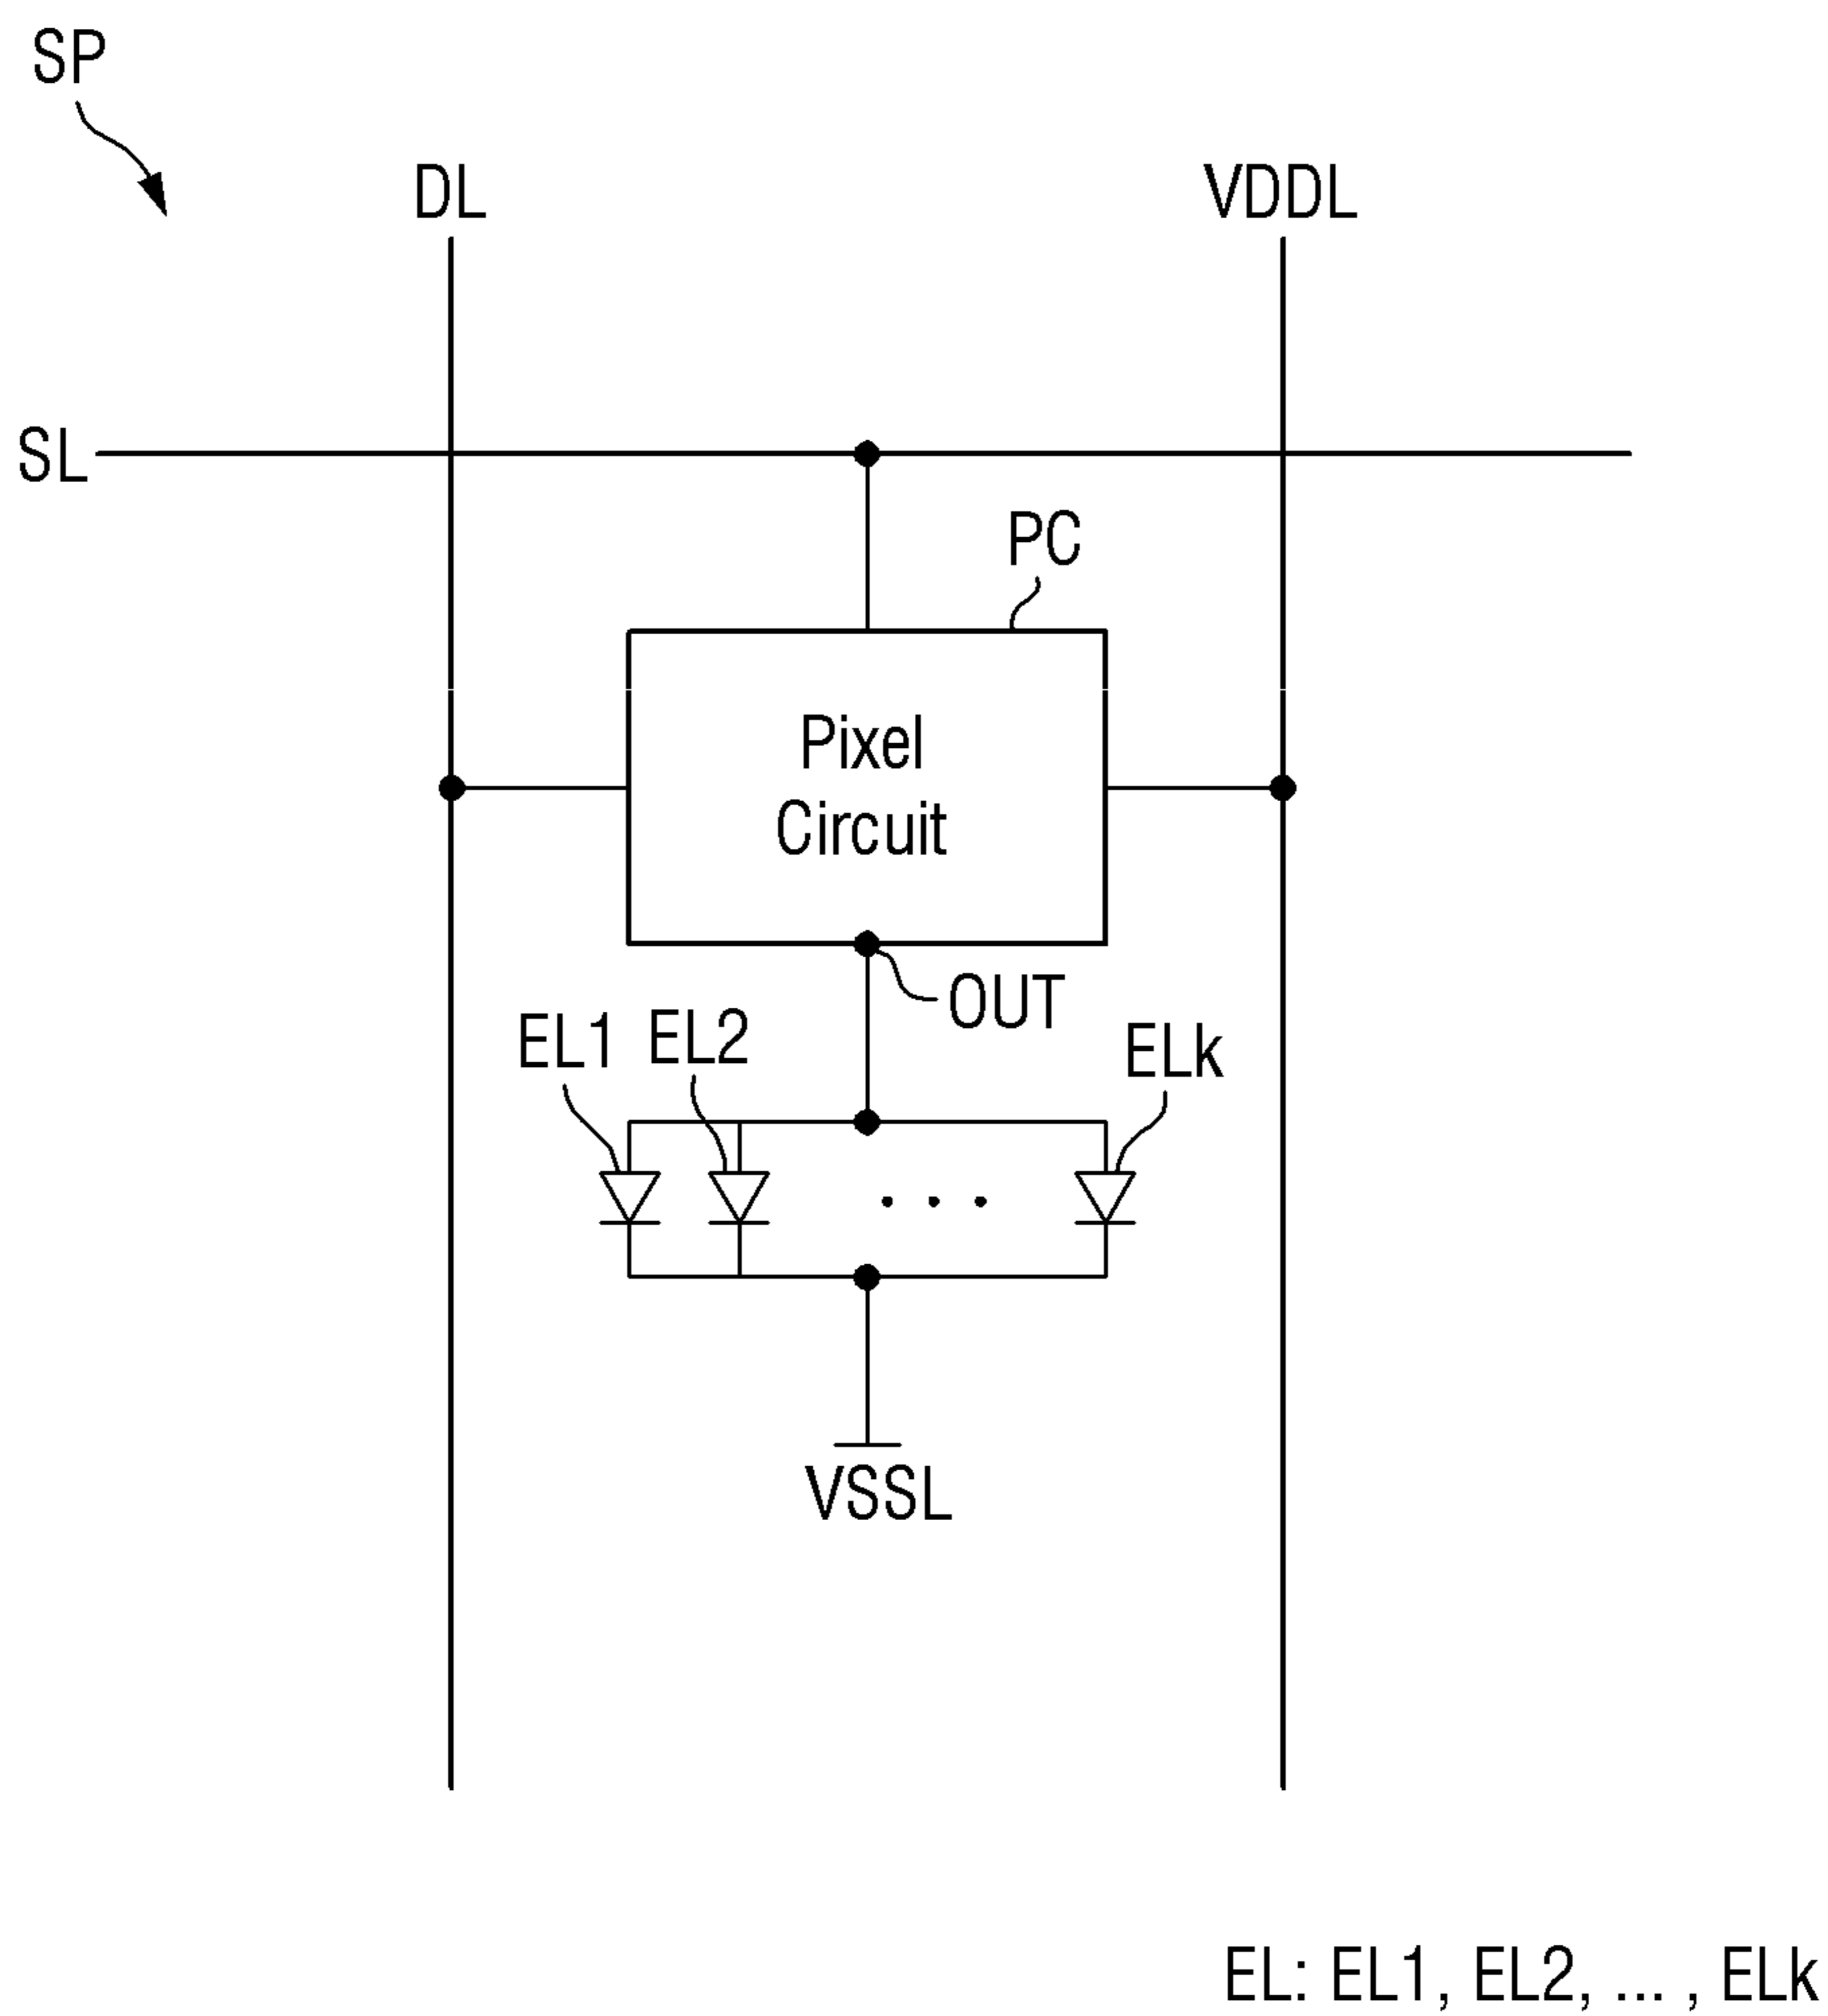 SP
DL
VDDL
SL
PC
Pixel
Circuit
OUT
EL1
EL2
ELk
VSSL
EL: EL1, EL2, ... , ELk